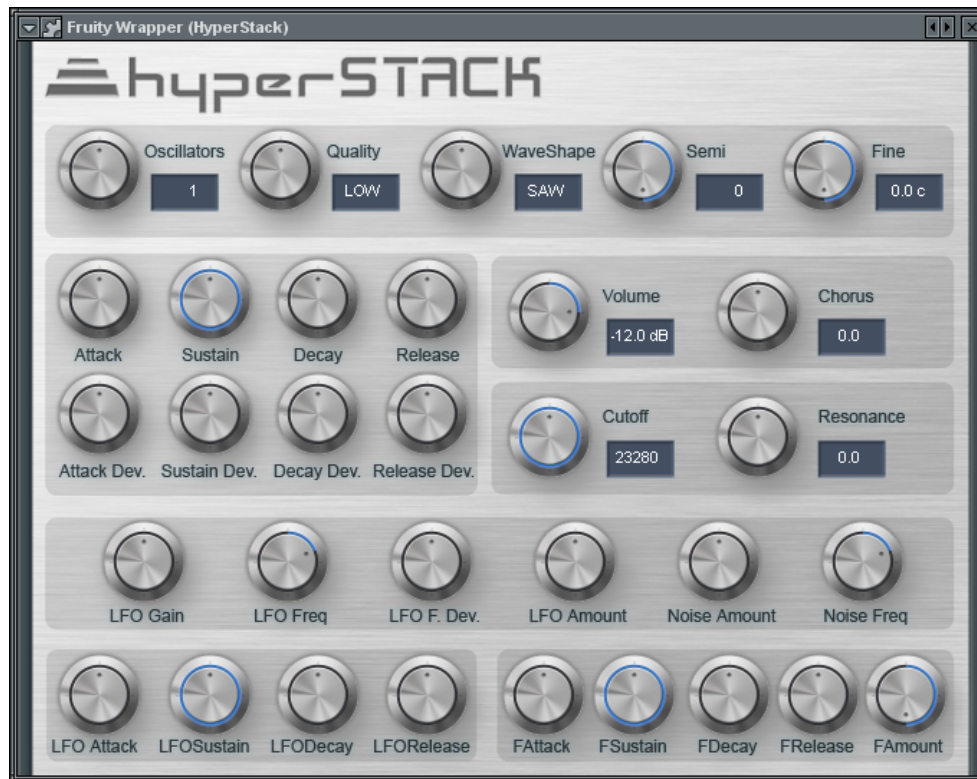 Fruity Wrapper (HyperStack)
hyperSTACK
Oscillators
1
Quality
LOW
WaveShape
SAW
Semi
0
Fine
0.0 c
Attack
Sustain
Decay
Release
Attack Dev.
Sustain Dev.
Decay Dev.
Release Dev.
Volume
-12.0 dB
Chorus
0.0
Cutoff
23280
Resonance
0.0
LFO Gain
LFO Freq
LFO F. Dev.
LFO Amount
Noise Amount
Noise Freq
LFO Attack
LFOSustain
LFODecay
LFORelease
FAttack
FSustain
FDecay
FRelease
FAmount